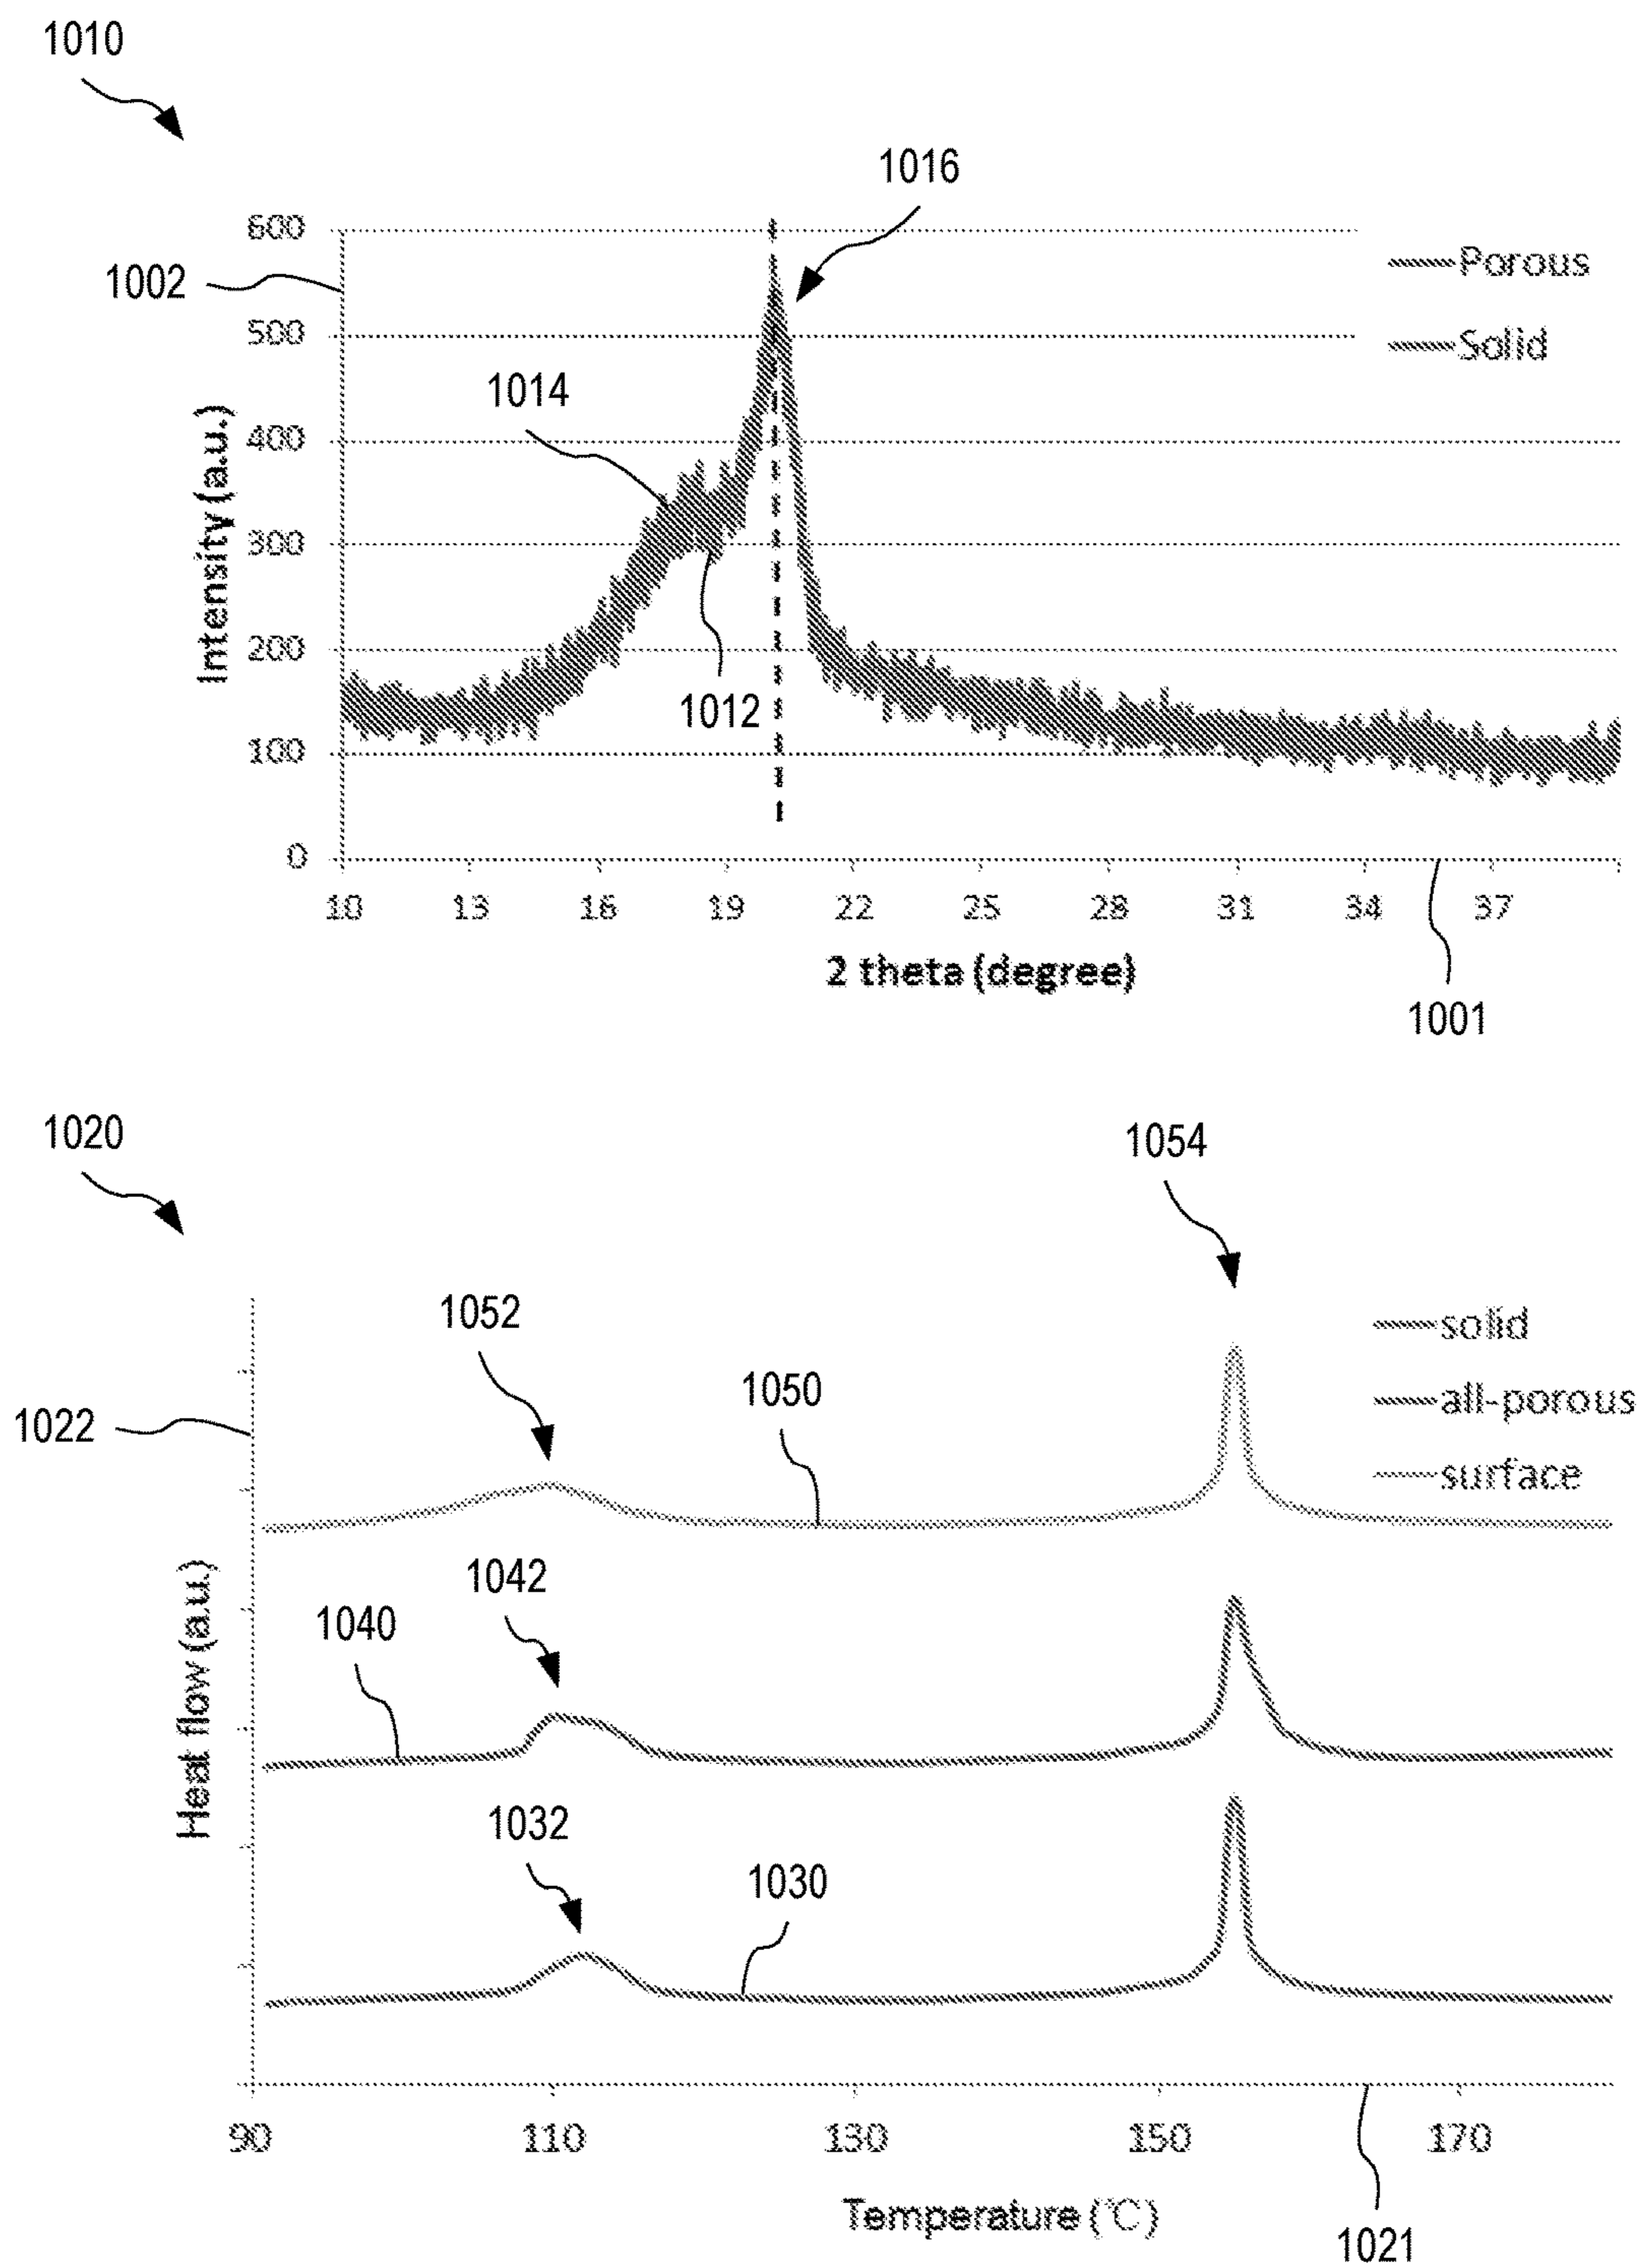 1010
1016
600
1002
Porous
500
Solid
1014
400
Intensity (a.u.)
300
200
1012
100
0
10 13 16 19 22 25 28 31 34 37
2 theta (degree)
1001
1020
1054
1052
solid
1050
all-porous
1022
surface
1042
1040
Heat flow (a.u.)
1032
1030
90 110 130 150 170
Temperature (℃)
1021